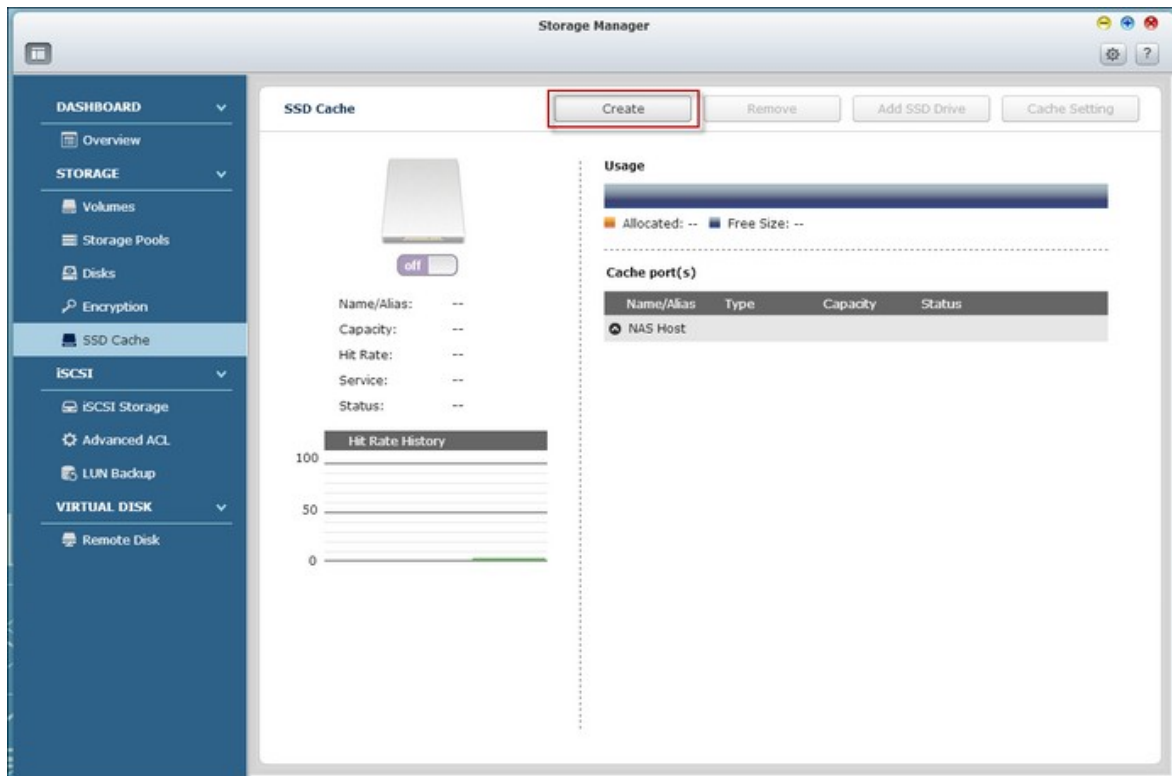 Storage Manager
?
DASHBOARD
Overview
STORAGE
Volumes
Storage Pools
Disks
Encryption
SSD Cache
iSCSI
iSCSI Storage
Advanced ACL
LUN Backup
VIRTUAL DISK
Remote Disk
SSD Cache Create Remove Add SSD Drive Cache Setting
off
Name/Alias: --
Capacity: --
Hit Rate: --
Service: --
Status: --
Hit Rate History
100
50
0
Usage
Allocated: -- Free Size: --
Cache port(s)
Name/Alias Type Capacity Status
NAS Host